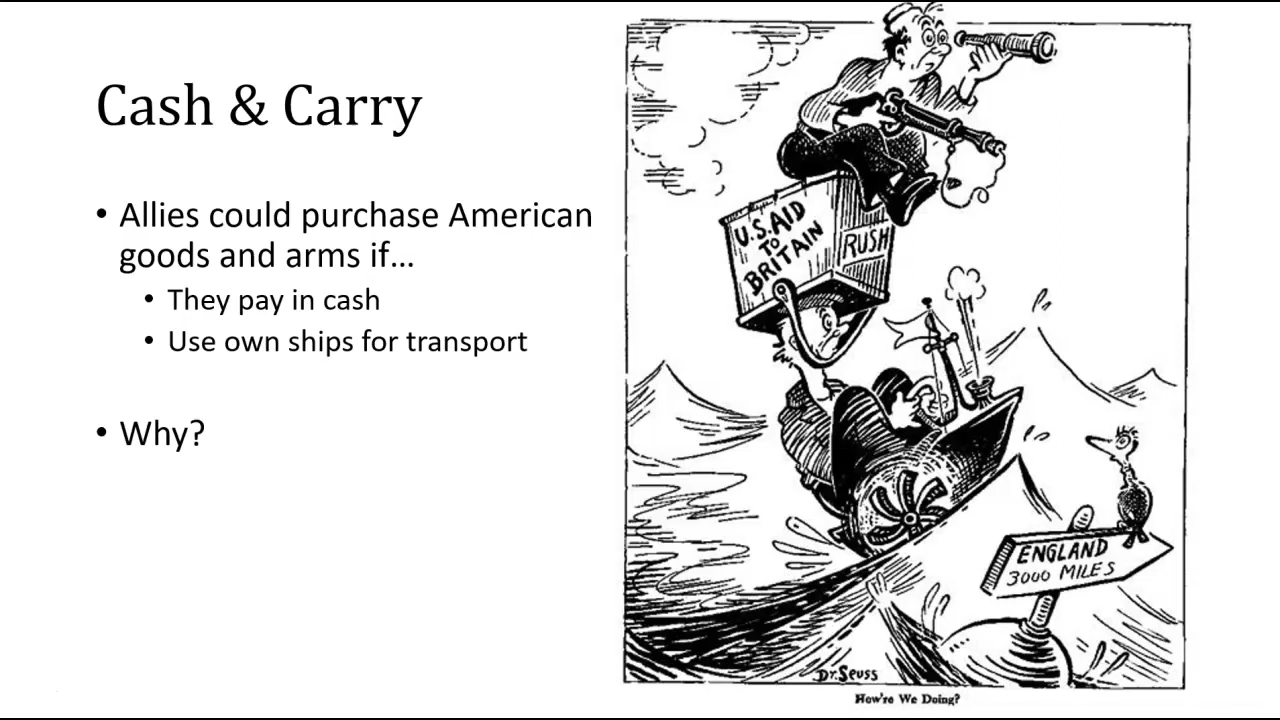 Cash & Carry
• Allies could purchase American
goods and arms if...
• They pay in cash
• Use own ships for transport
• Why?
U.S. AID
TO
BRITAIN
RUSH
ENGLAND
3000 MILES
Dr. Seuss
How're We Doing?